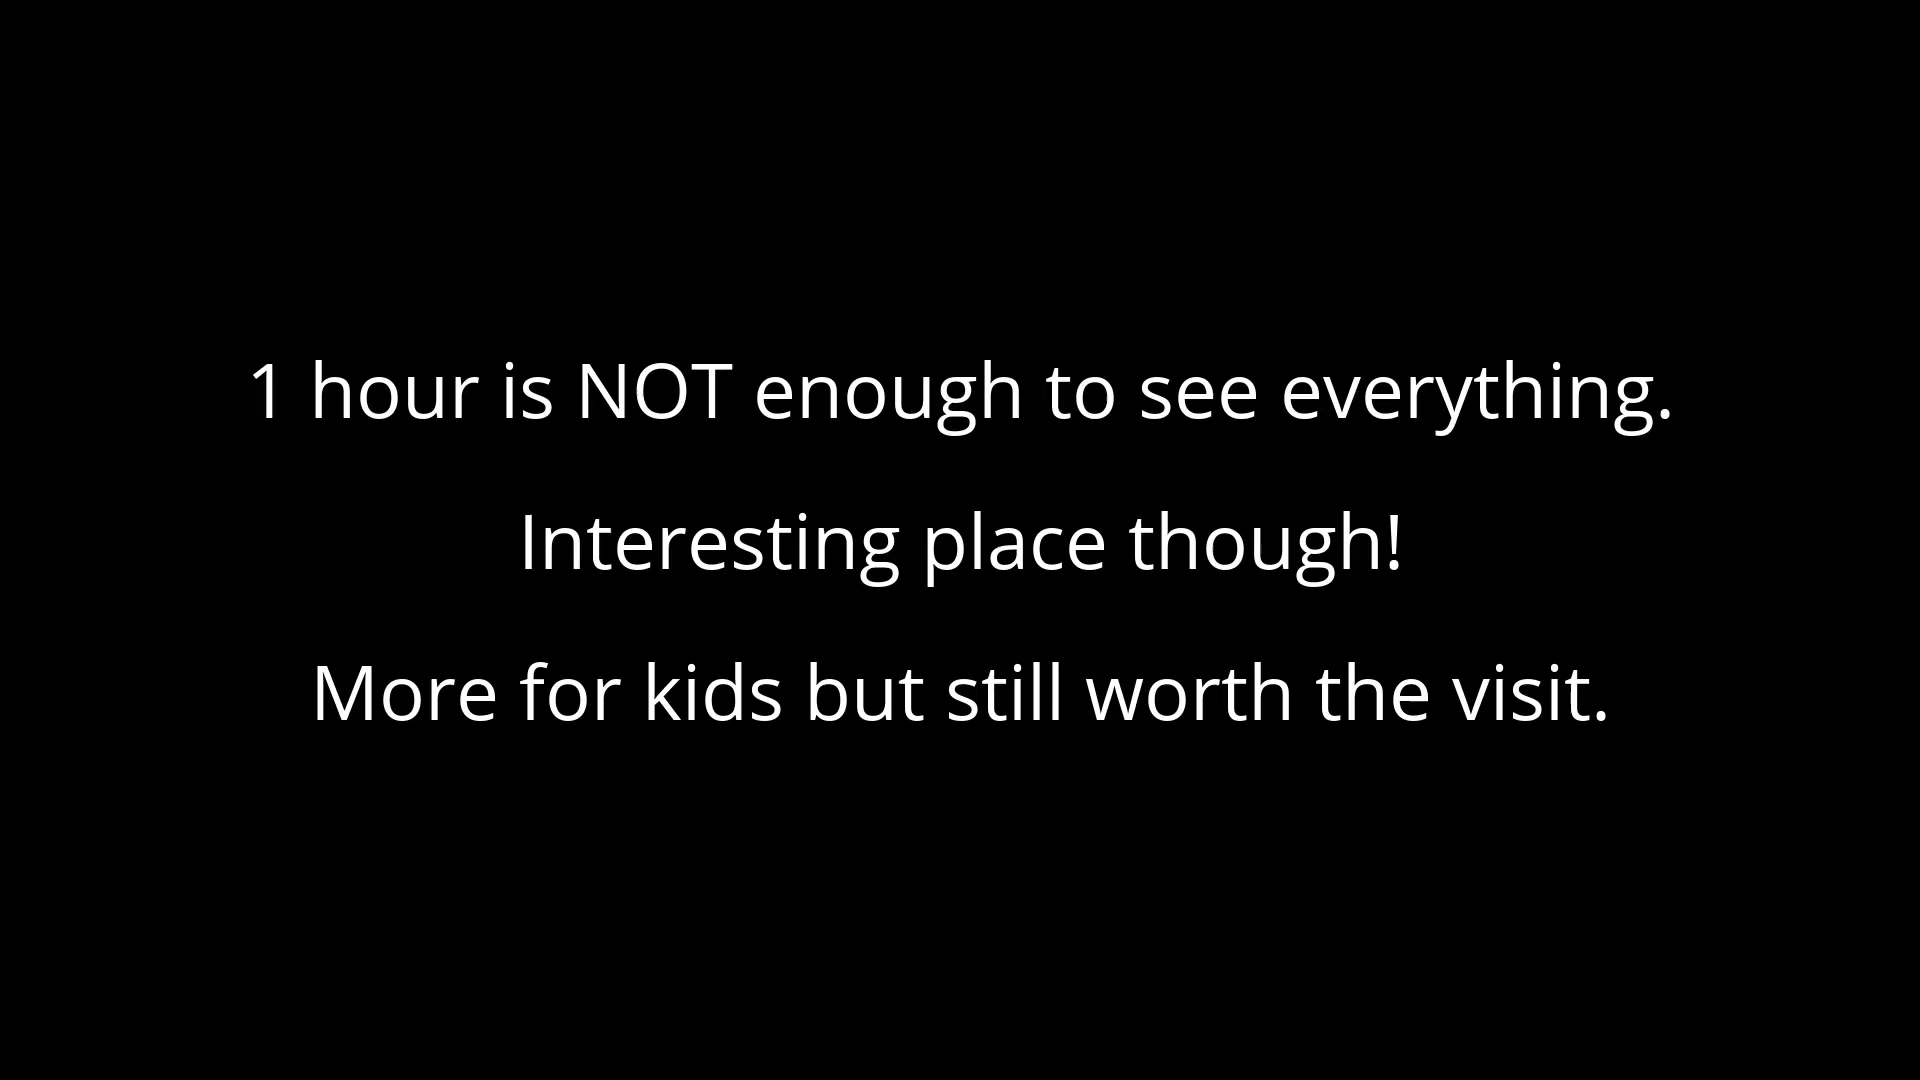 1 hour is NOT enough to see everything.
Interesting place though!
More for kids but still worth the visit.